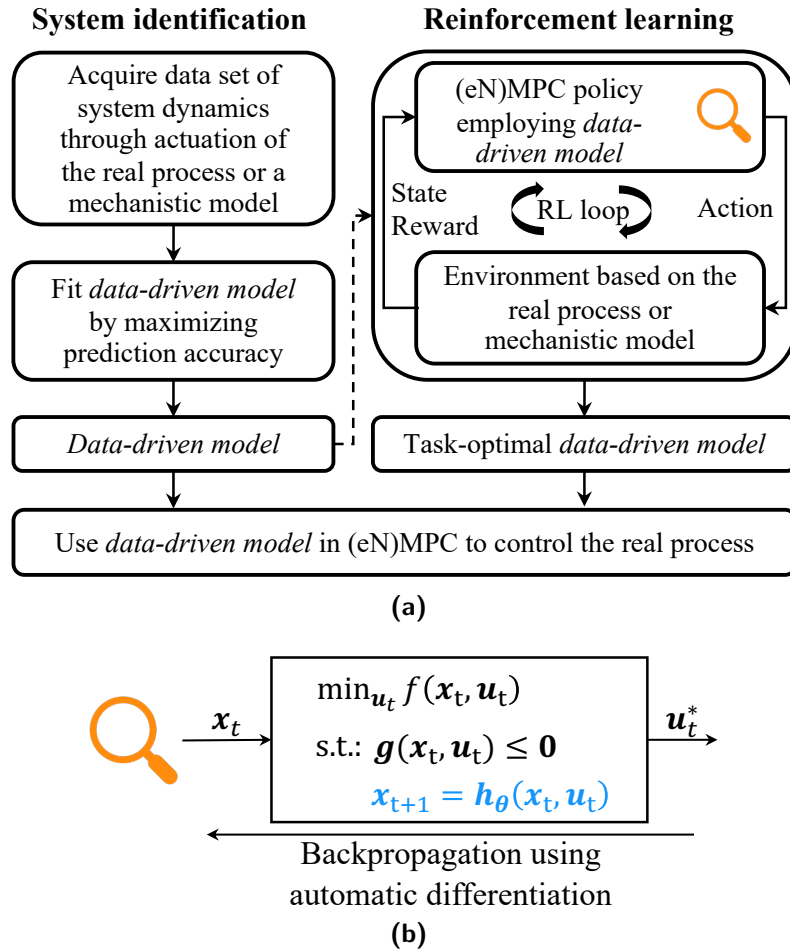 System identification
Acquire data set of
system dynamics
through actuation of
the real process or a
mechanistic model
Fit data-driven model
by maximizing
prediction accuracy
Data-driven model
Reinforcement learning
(eN)MPC policy
employing data-
driven model
State
Reward
RL loop
Action
Environment based on the
real process or
mechanistic model
Task-optimal data-driven model
Use data-driven model in (eN)MPC to control the real process
(a)
𝒙_t
min_{𝒖_t} f(𝒙_t, 𝒖_t)
s.t.: 𝒈(𝒙_t, 𝒖_t) ≤ 𝟎
𝒙_{t+1} = 𝒉_𝜽(𝒙_t, 𝒖_t)
𝒖_t^*
Backpropagation using
automatic differentiation
(b)